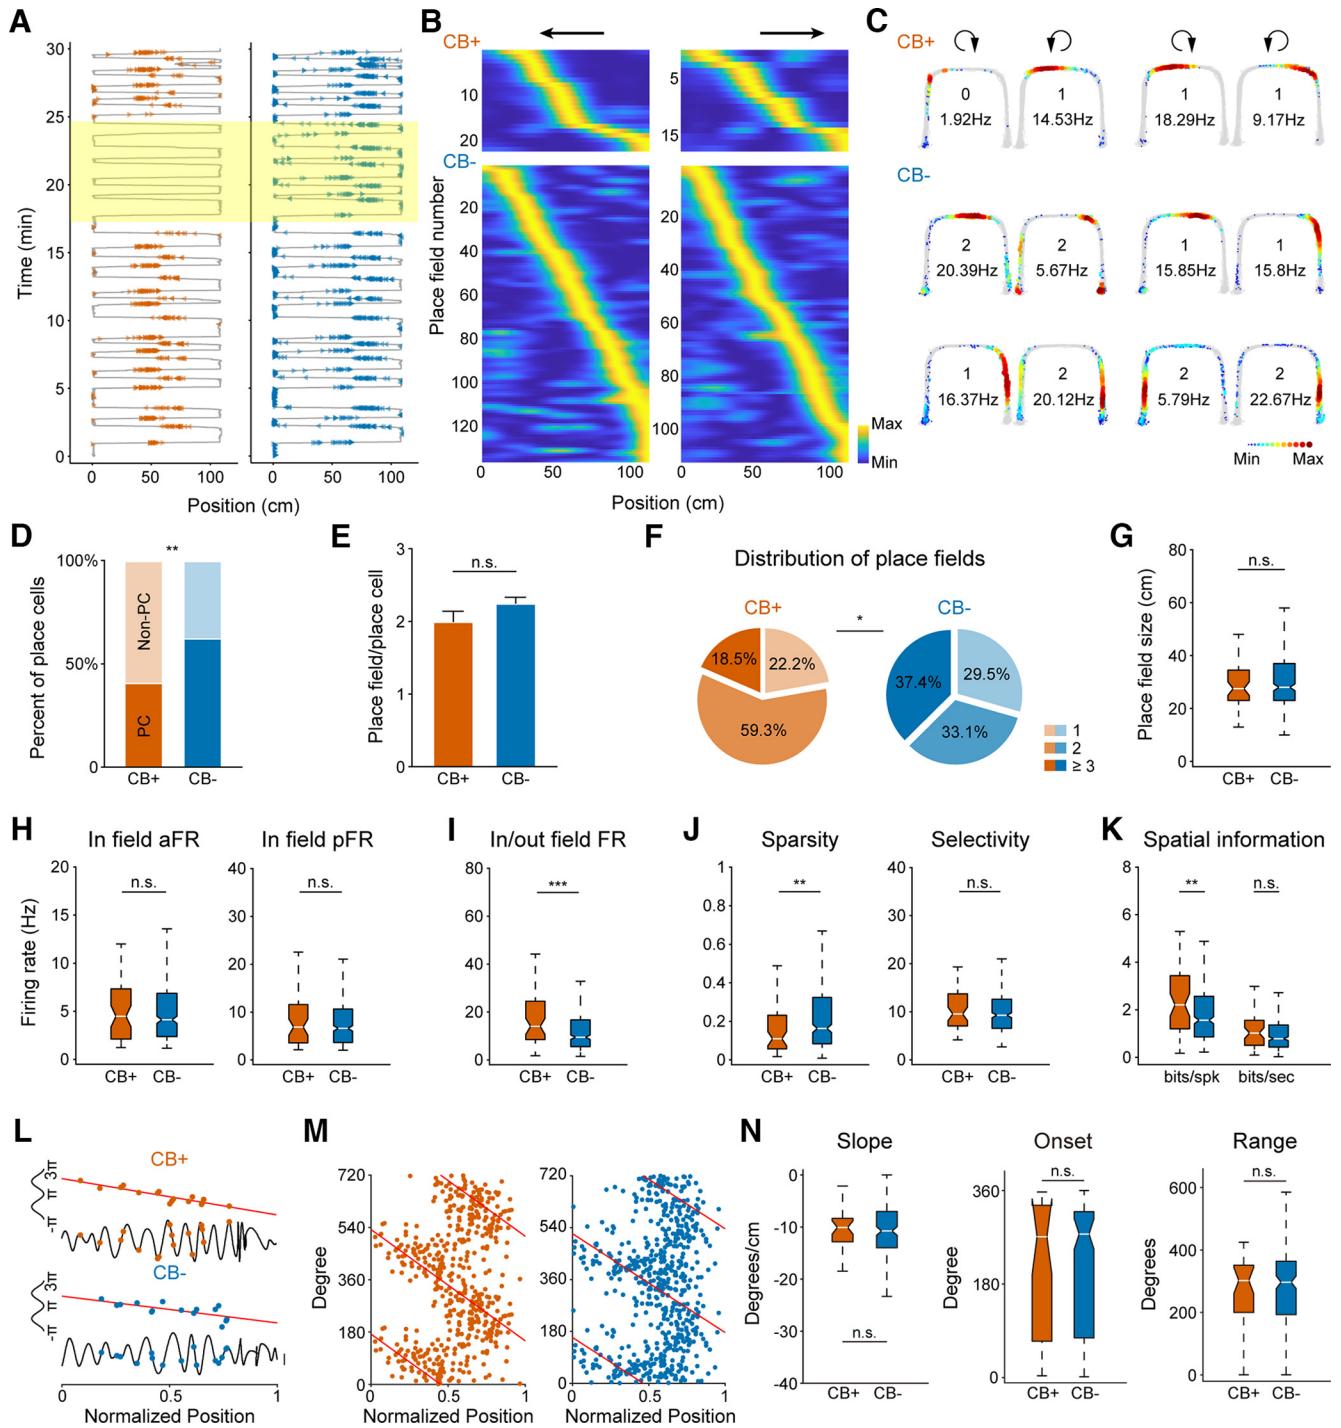 A
30
25
20
15
10
5
0
Time (min)
0 50 100
0 50 100
Position (cm)
B
CB+
10
20
5
15
CB-
Place field number
20
40
60
80
100
120
20
40
60
80
100
0 50 100
0 50 100
Position (cm)
Max
Min
C
CB+
0
1.92Hz
1
14.53Hz
1
18.29Hz
1
9.17Hz
CB-
2
20.39Hz
2
5.67Hz
1
15.85Hz
1
15.8Hz
1
16.37Hz
2
20.12Hz
2
5.79Hz
2
22.67Hz
Min Max
D
**
100%
50%
0
Percent of place cells
Non-PC
PC
CB+ CB-
E
n.s.
3
2
1
0
Place field/place cell
CB+ CB-
F
Distribution of place fields
CB+
CB-
*
18.5%
22.2%
59.3%
37.4%
29.5%
33.1%
1
2
≥ 3
G
80
60
40
20
0
Place field size (cm)
n.s.
CB+ CB-
H
In field aFR
20
15
10
5
0
Firing rate (Hz)
n.s.
CB+ CB-
In field pFR
40
30
20
10
0
n.s.
CB+ CB-
I
In/out field FR
80
60
40
20
0
***
CB+ CB-
J
Sparsity
1
0.8
0.6
0.4
0.2
0
**
CB+ CB-
Selectivity
40
30
20
10
0
n.s.
CB+ CB-
K
Spatial information
8
6
4
2
0
**
n.s.
bits/spk bits/sec
L
CB+
3π
π
-π
CB-
3π
π
-π
0 0.5 1
Normalized Position
M
720
540
360
180
0
Degree
0 0.5 1
Normalized Position
720
540
360
180
0
0 0.5 1
Normalized Position
N
Slope
0
-10
-20
-30
-40
Degrees/cm
n.s.
CB+ CB-
Onset
n.s.
360
180
0
Degree
CB+ CB-
Range
n.s.
600
400
200
0
Degrees
CB+ CB-